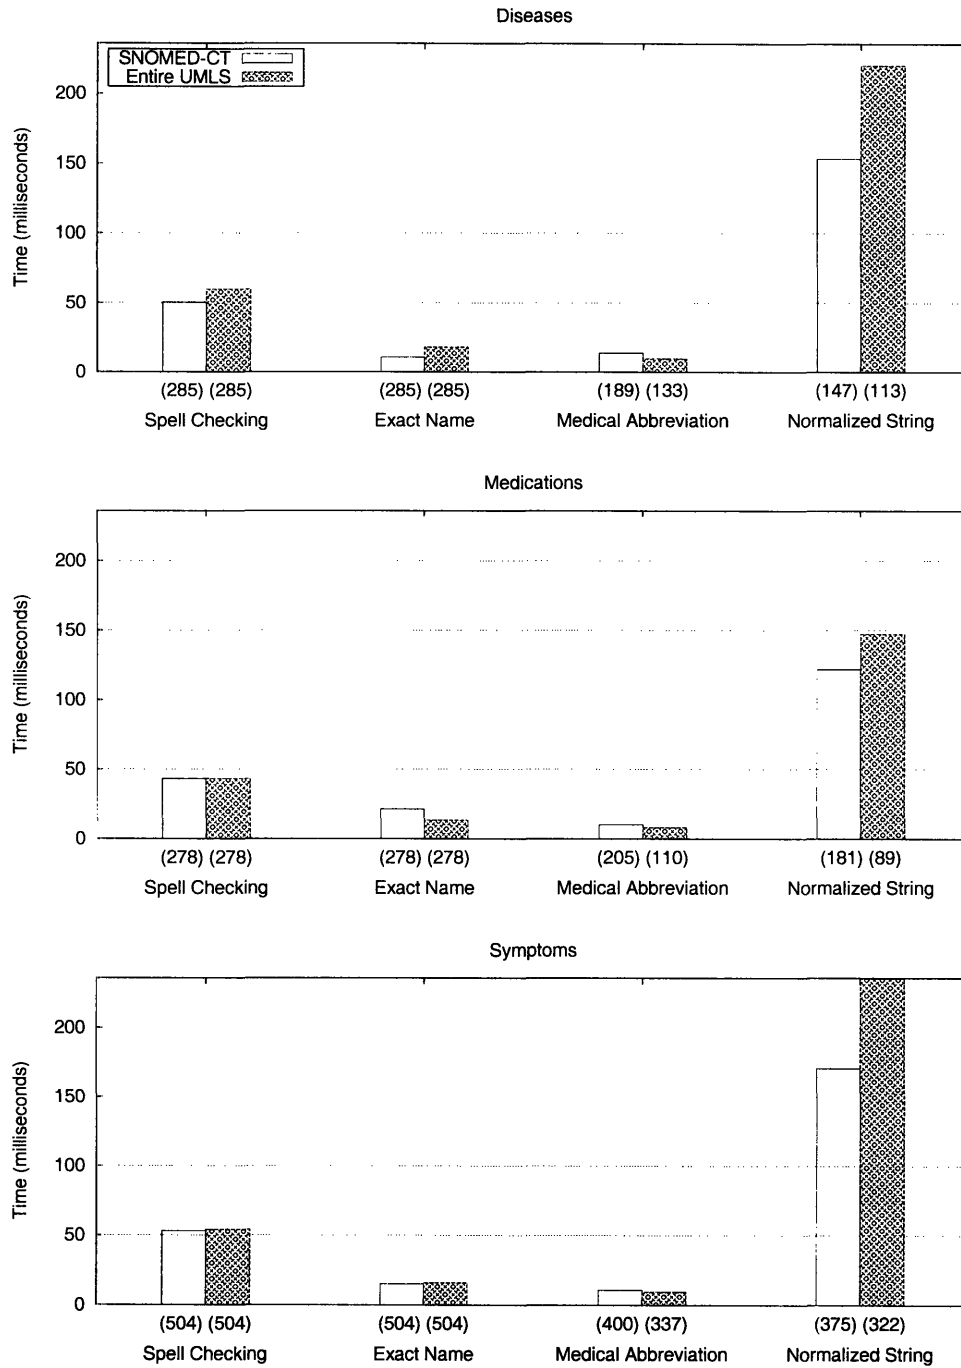 Diseases
SNOMED-CT
Entire UMLS
Time (milliseconds)
200
150
100
50
0
(285) (285) (285) (285) (189) (133) (147) (113)
Spell Checking Exact Name Medical Abbreviation Normalized String
Medications
Time (milliseconds)
200
150
100
50
0
(278) (278) (278) (278) (205) (110) (181) (89)
Spell Checking Exact Name Medical Abbreviation Normalized String
Symptoms
Time (milliseconds)
200
150
100
50
0
(504) (504) (504) (504) (400) (337) (375) (322)
Spell Checking Exact Name Medical Abbreviation Normalized String